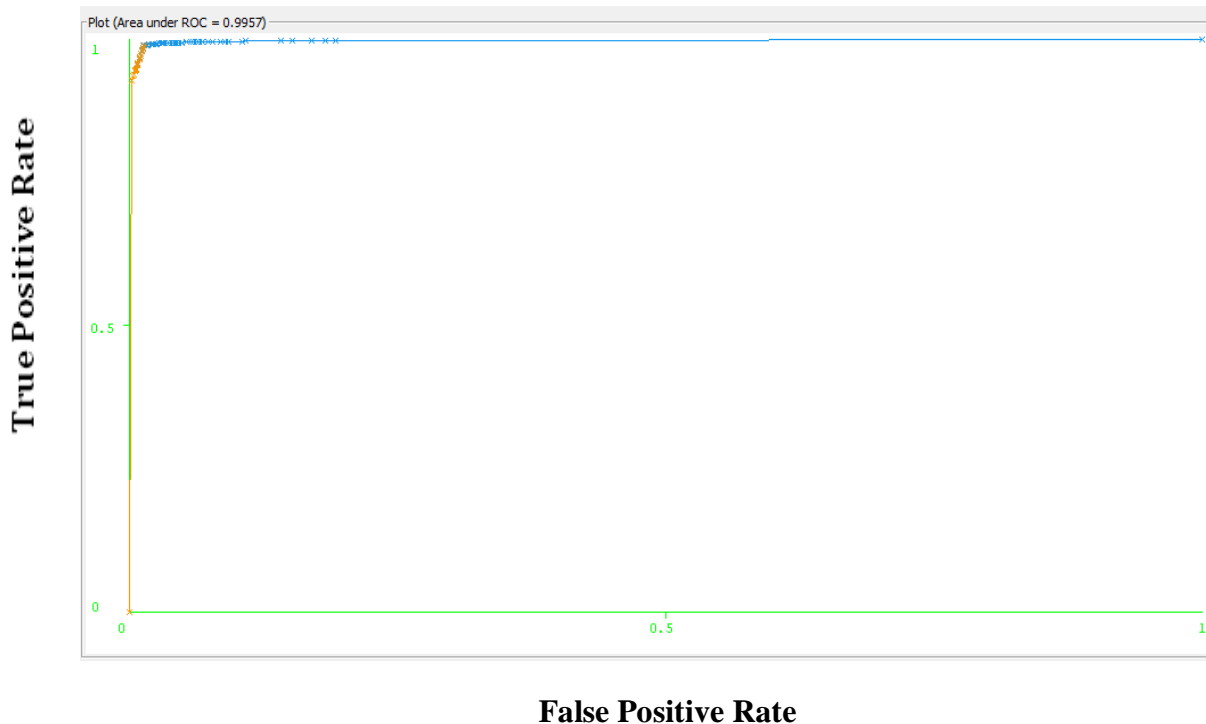 Plot (Area under ROC = 0.9957)
1
True Positive Rate
0.5
0
0 0.5 1
False Positive Rate